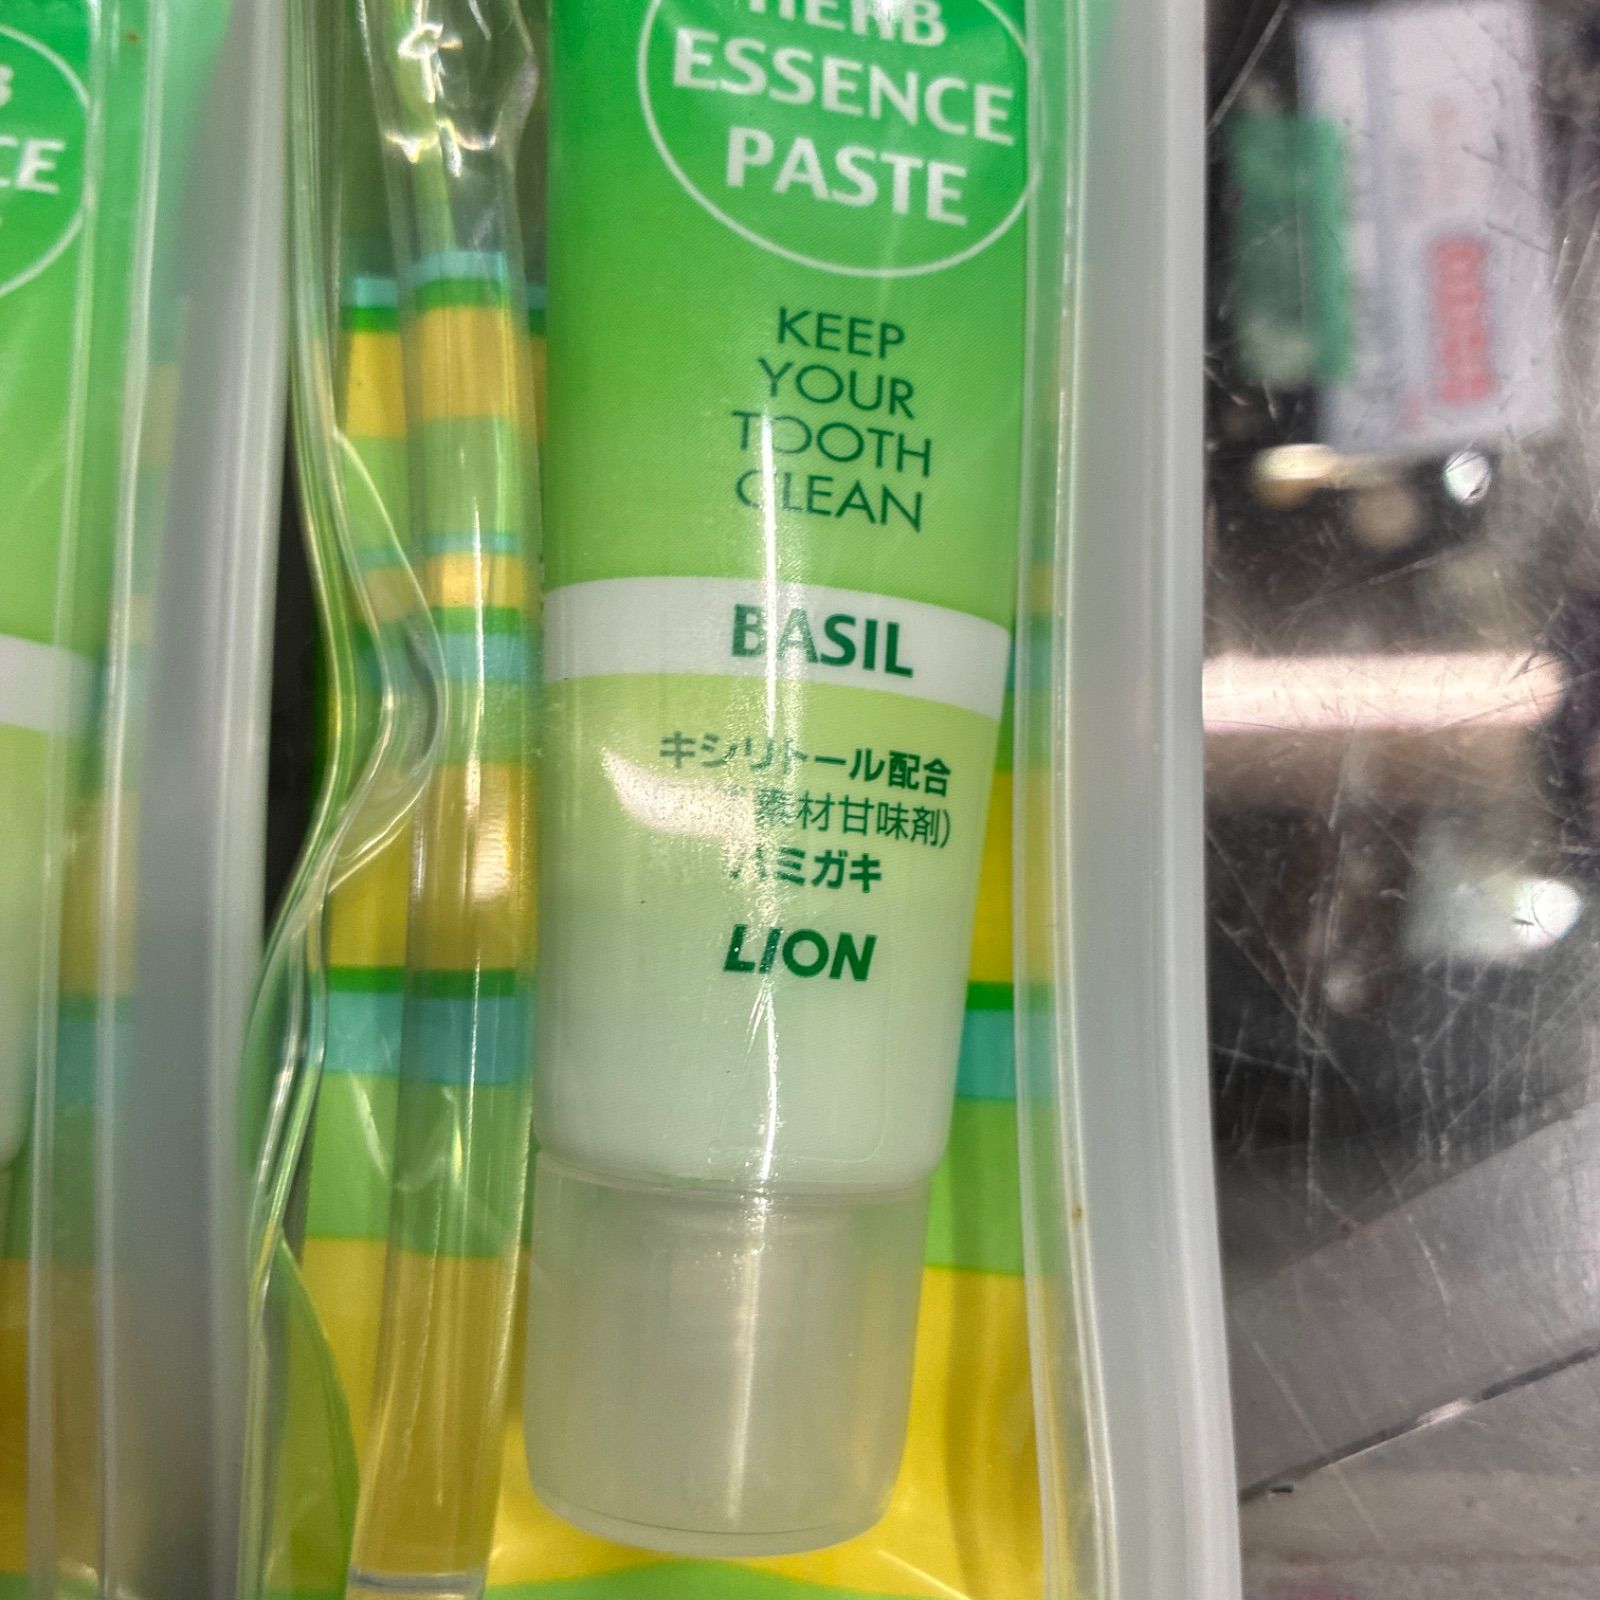 HERB
ESSENCE
PASTE
KEEP
YOUR
TOOTH
CLEAN
BASIL
キシリトール配合
素材甘味剤）
ハミガキ
LION